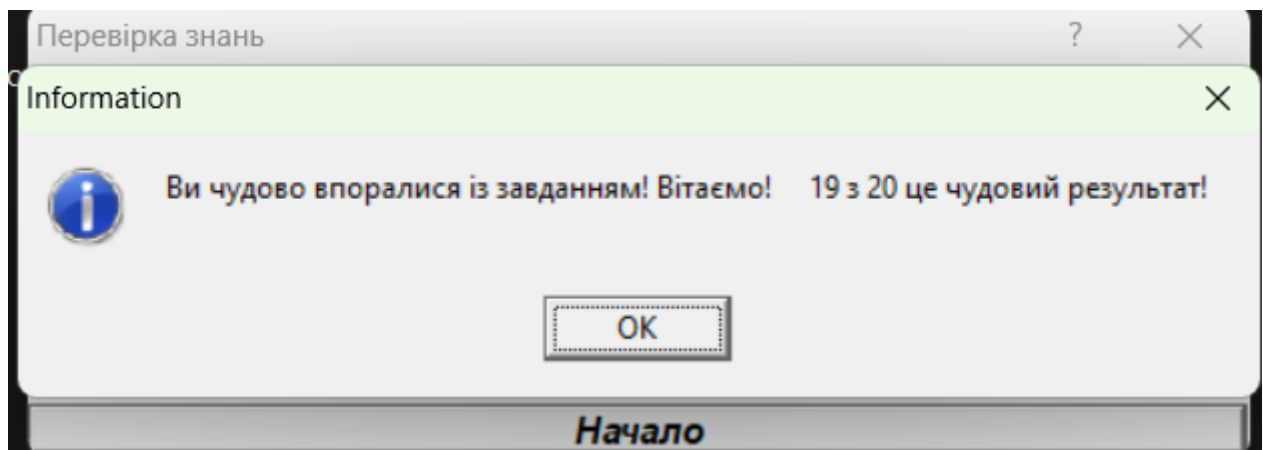 Перевірка знань
Information
Ви чудово впоралися із завданням! Вітаємо! 19 з 20 це чудовий результат!
OK
Начало